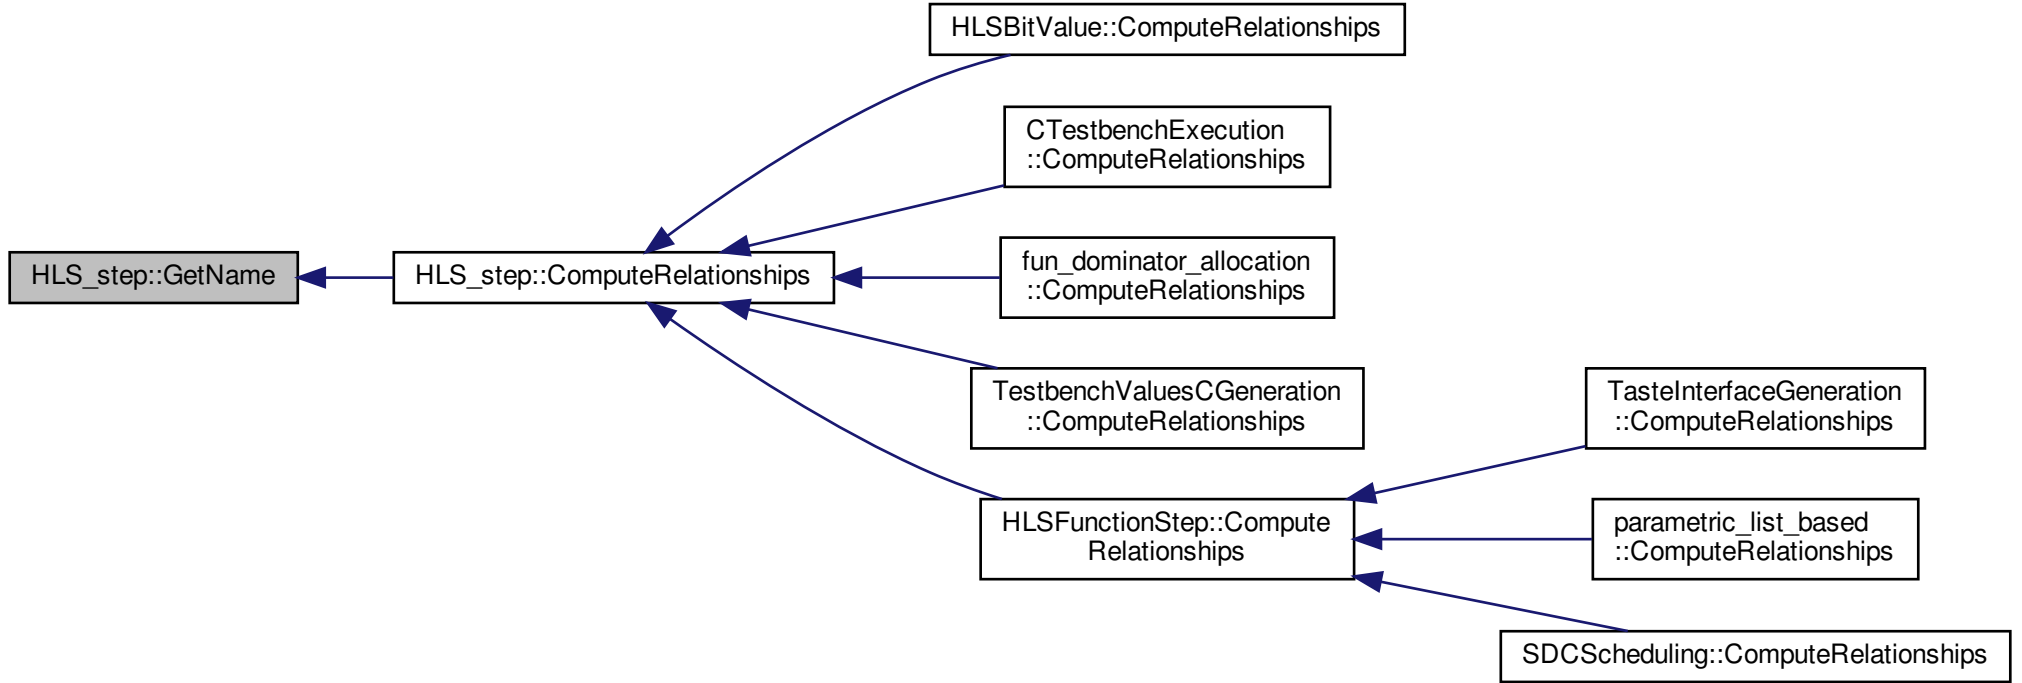 HLSBitValue::ComputeRelationships
CTestbenchExecution
::ComputeRelationships
HLS_step::GetName
HLS_step::ComputeRelationships
fun_dominator_allocation
::ComputeRelationships
TestbenchValuesCGeneration
::ComputeRelationships
TasteInterfaceGeneration
::ComputeRelationships
HLSFunctionStep::Compute
Relationships
parametric_list_based
::ComputeRelationships
SDCScheduling::ComputeRelationships